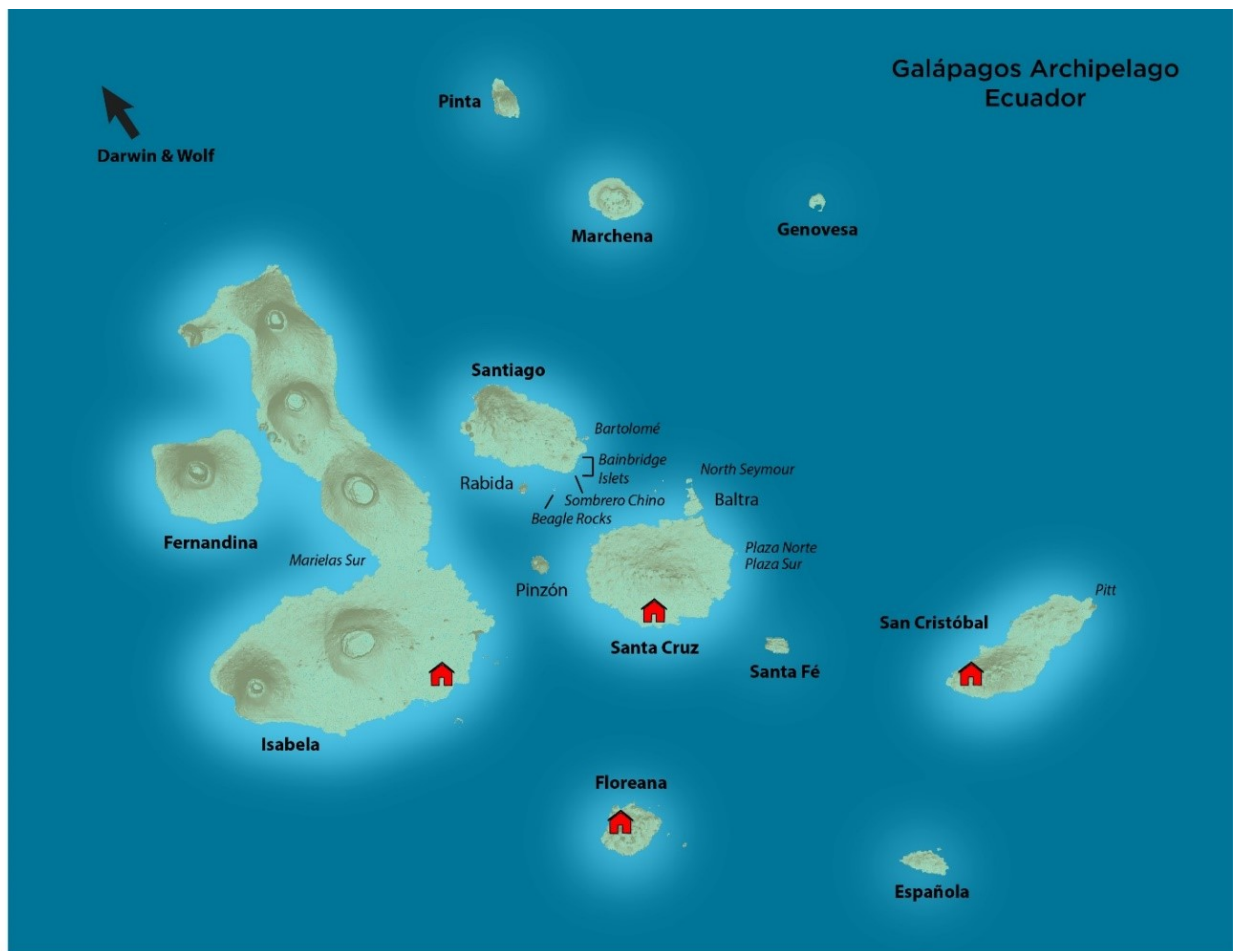 Galápagos Archipelago
Ecuador
Pinta
Darwin & Wolf
Marchena
Genovesa
Santiago
Bartolomé
Bainbridge
Islets
North Seymour
Rabida
Sombrero Chino
Baltra
Beagle Rocks
Fernandina
Marielas Sur
Plaza Norte
Plaza Sur
Pinzón
Pitt
San Cristóbal
Santa Cruz
Santa Fé
Isabela
Floreana
Española